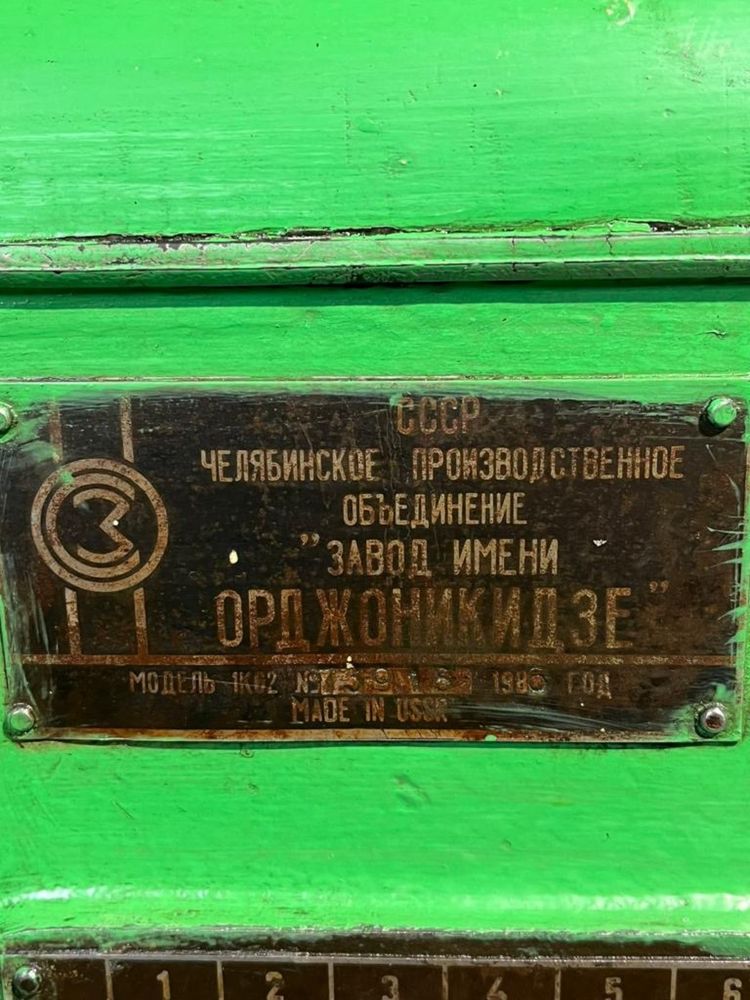 СССР
ЧЕЛЯБИНСКОЕ ПРОИЗВОДСТВЕННОЕ
ОБЪЕДИНЕНИЕ
"ЗАВОД ИМЕНИ
ОРДЖОНИКИДЗЕ"
МОДЕЛЬ 1К62 № ГОД
MADE IN USSR
1 2 3 4 5 6